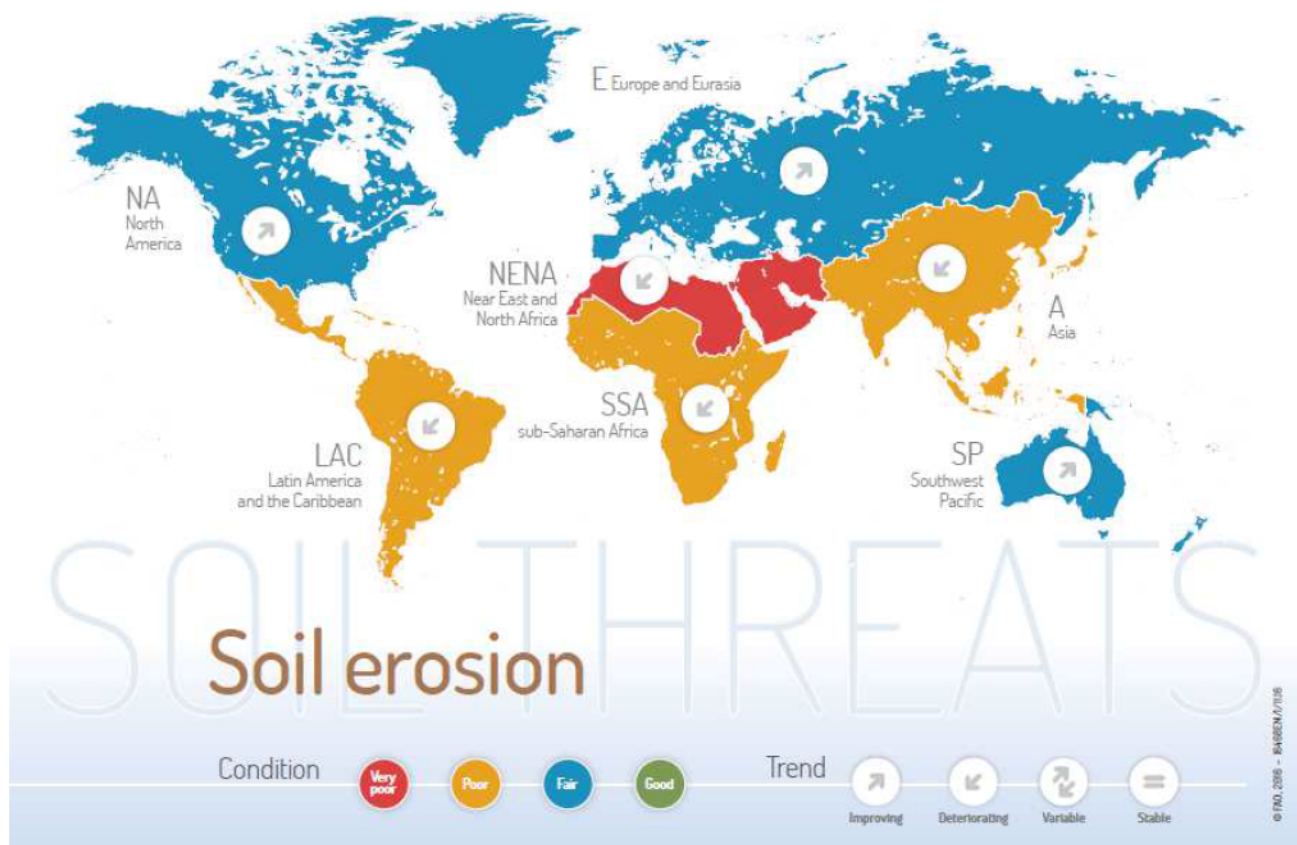 E Europe and Eurasia
NA
North
America
NENA
Near East and
North Africa
A
Asia
SSA
sub-Saharan Africa
LAC
Latin America
and the Caribbean
SP
Southwest
Pacific
SOIL THREATS
Soil erosion
Condition
Very
poor
Poor
Fair
Good
Trend
Improving
Deteriorating
Variable
Stable
© FAO, 2016